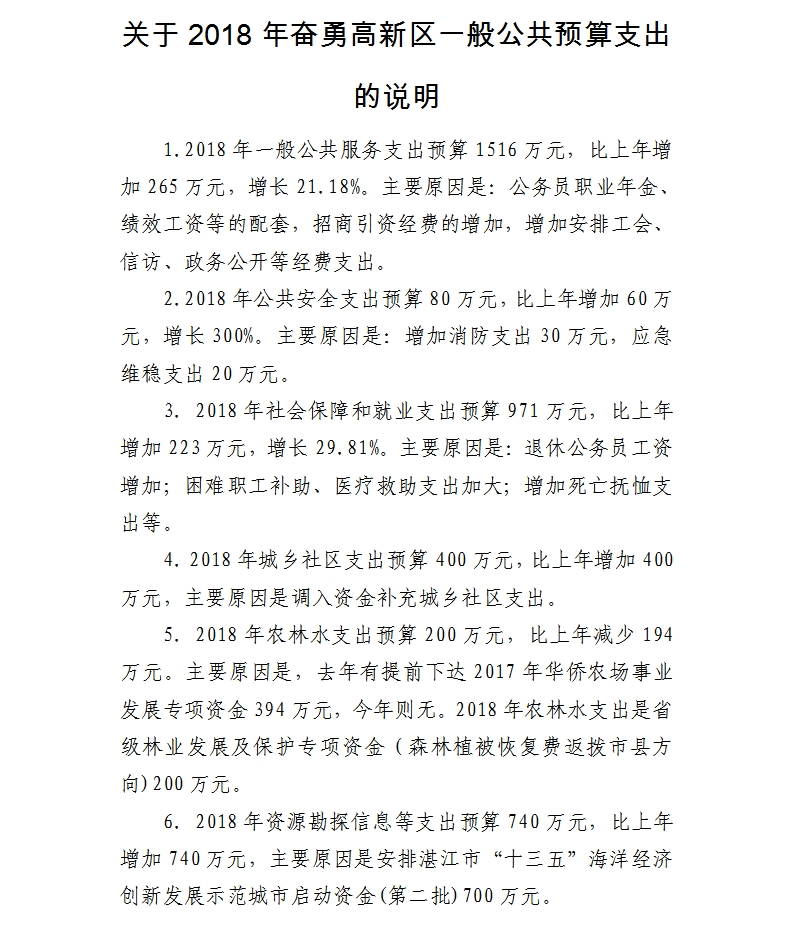 关于 2018 年奋勇高新区一般公共预算支出
的说明
1.2018 年一般公共服务支出预算 1516 万元，比上年增
加 265 万元，增长 21.18%。主要原因是：公务员职业年金、
绩效工资等的配套，招商引资经费的增加，增加安排工会、
信访、政务公开等经费支出。
2.2018 年公共安全支出预算 80 万元，比上年增加 60 万
元，增长 300%。主要原因是：增加消防支出 30 万元，应急
维稳支出 20 万元。
3. 2018 年社会保障和就业支出预算 971 万元，比上年
增加 223 万元，增长 29.81%。主要原因是：退休公务员工资
增加；困难职工补助、医疗救助支出加大；增加死亡抚恤支
出等。
4. 2018 年城乡社区支出预算 400 万元，比上年增加 400
万元，主要原因是调入资金补充城乡社区支出。
5. 2018 年农林水支出预算 200 万元，比上年减少 194
万元。主要原因是，去年有提前下达 2017 年华侨农场事业
发展专项资金 394 万元，今年则无。2018 年农林水支出是省
级林业发展及保护专项资金（森林植被恢复费返拨市县方
向)200 万元。
6. 2018 年资源勘探信息等支出预算 740 万元，比上年
增加 740 万元，主要原因是安排湛江市“十三五”海洋经济
创新发展示范城市启动资金(第二批)700 万元。